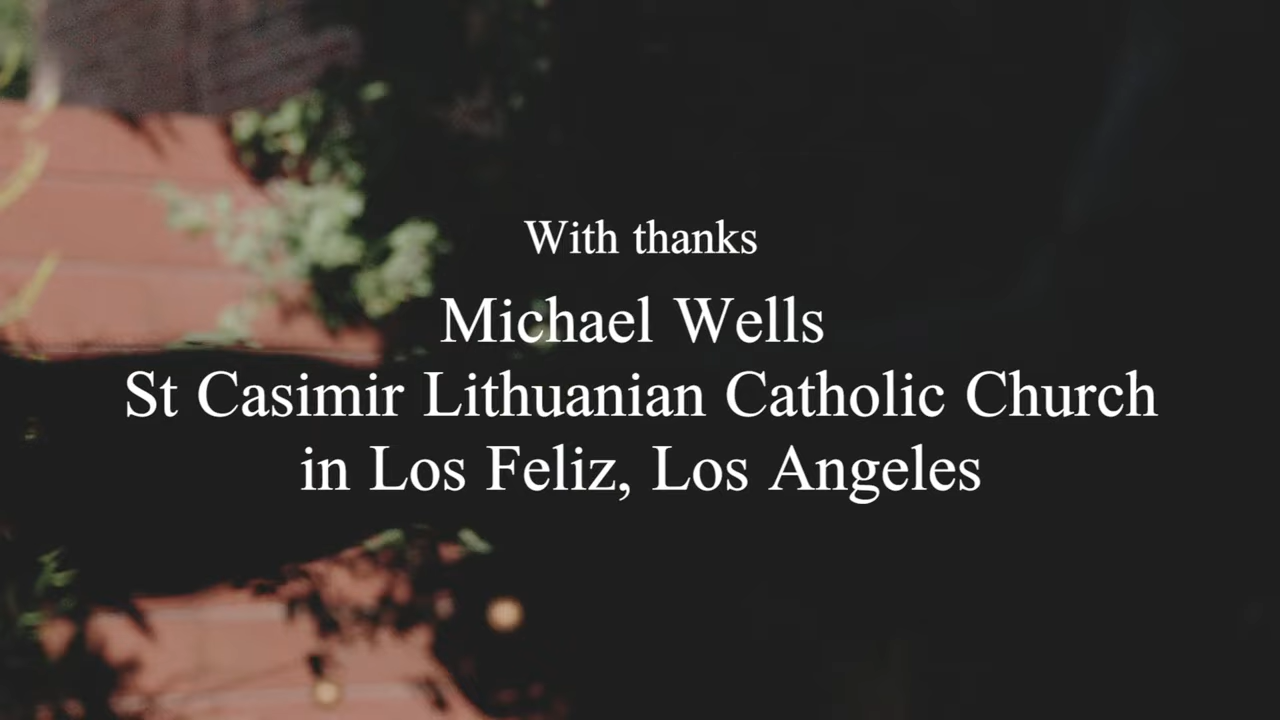 With thanks
Michael Wells
St Casimir Lithuanian Catholic Church
in Los Feliz, Los Angeles